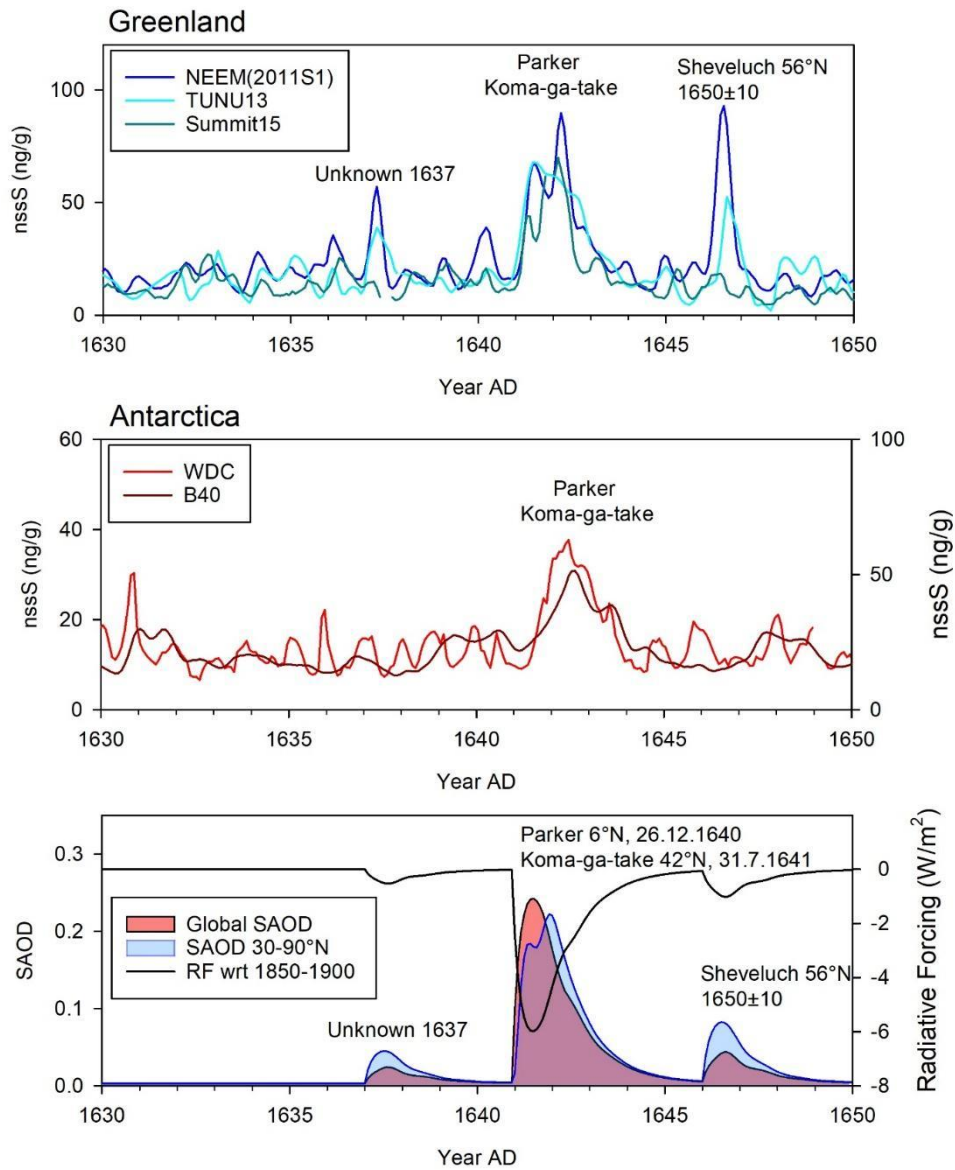 Greenland
NEEM(2011S1)
TUNU13
Summit15
Unknown 1637
Parker
Koma-ga-take
Sheveluch 56°N
1650±10
100
50
0
nssS (ng/g)
1630 1635 1640 1645 1650
Year AD
Antarctica
WDC
B40
Parker
Koma-ga-take
60
40
20
0
nssS (ng/g)
100
50
0
nssS (ng/g)
1630 1635 1640 1645 1650
Year AD
Parker 6°N, 26.12.1640
Koma-ga-take 42°N, 31.7.1641
Global SAOD
SAOD 30-90°N
RF wrt 1850-1900
Unknown 1637
Sheveluch 56°N
1650±10
0.3
0.2
0.1
0.0
SAOD
0
-2
-4
-6
-8
Radiative Forcing (W/m²)
1630 1635 1640 1645 1650
Year AD